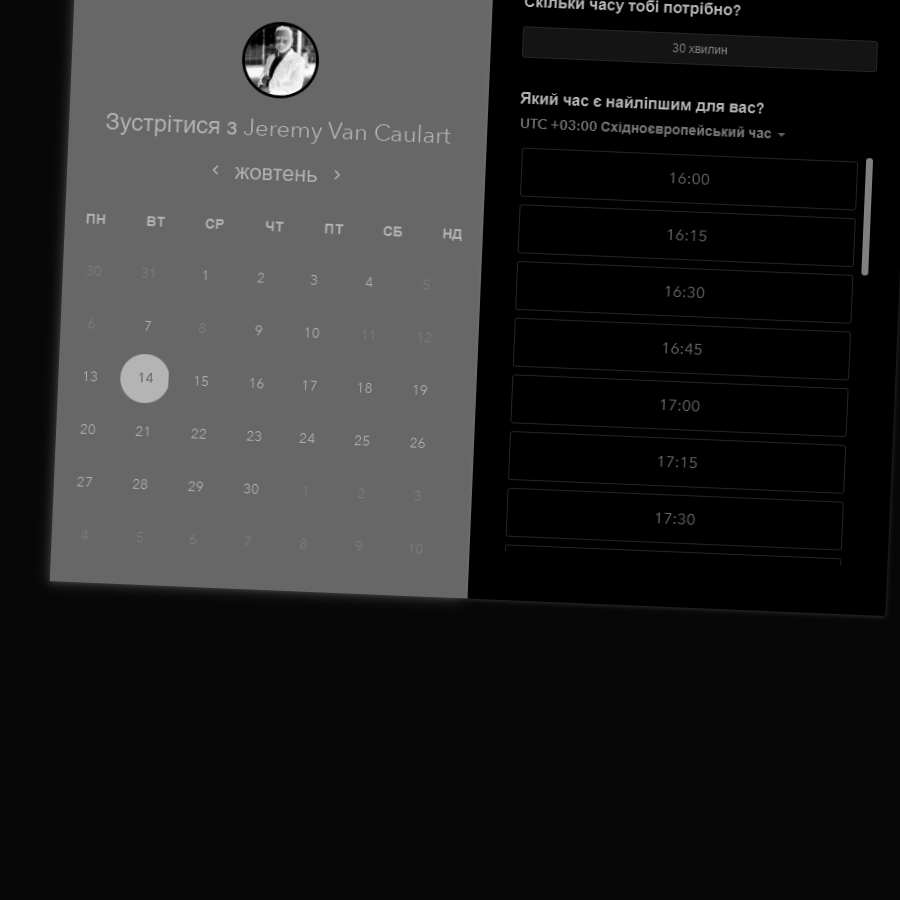 Зустрітися з Jeremy Van Caulart
жовтень
ПН ВТ СР ЧТ ПТ СБ НД
30 31 1 2 3 4 5
6 7 8 9 10 11 12
13 14 15 16 17 18 19
20 21 22 23 24 25 26
27 28 29 30 1 2 3
4 5 6 7 8 9 10
Скільки часу тобі потрібно?
30 хвилин
Який час є найліпшим для вас?
UTC +03:00 Східноєвропейський час
16:00
16:15
16:30
16:45
17:00
17:15
17:30